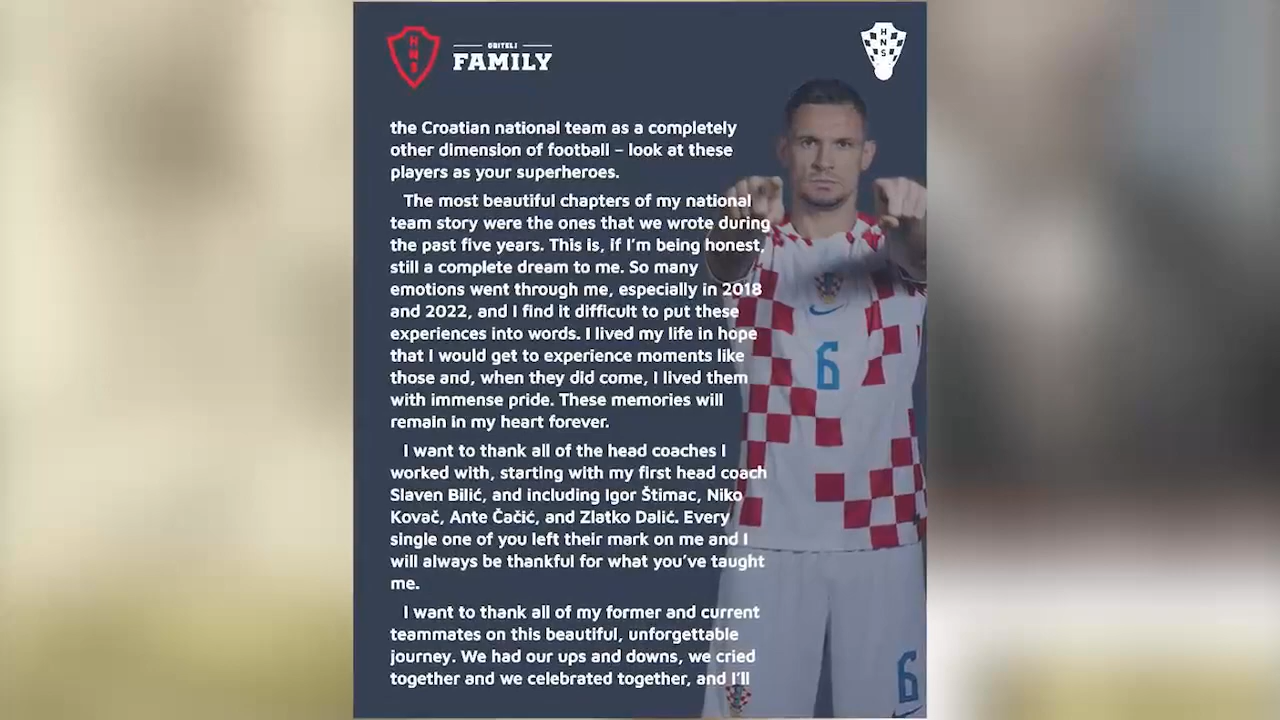 H
N
S
OBITELJ
FAMILY
H
N
S
the Croatian national team as a completely
other dimension of football – look at these
players as your superheroes.
The most beautiful chapters of my national
team story were the ones that we wrote during
the past five years. This is, if I'm being honest,
still a complete dream to me. So many
emotions went through me, especially in 2018
and 2022, and I find it difficult to put these
experiences into words. I lived my life in hope
that I would get to experience moments like
those and, when they did come, I lived them
with immense pride. These memories will
remain in my heart forever.
I want to thank all of the head coaches I
worked with, starting with my first head coach
Slaven Bilić, and including Igor Štimac, Niko
Kovač, Ante Čačić, and Zlatko Dalić. Every
single one of you left their mark on me and I
will always be thankful for what you've taught
me.
I want to thank all of my former and current
teammates on this beautiful, unforgettable
journey. We had our ups and downs, we cried
together and we celebrated together, and I'll
6
6